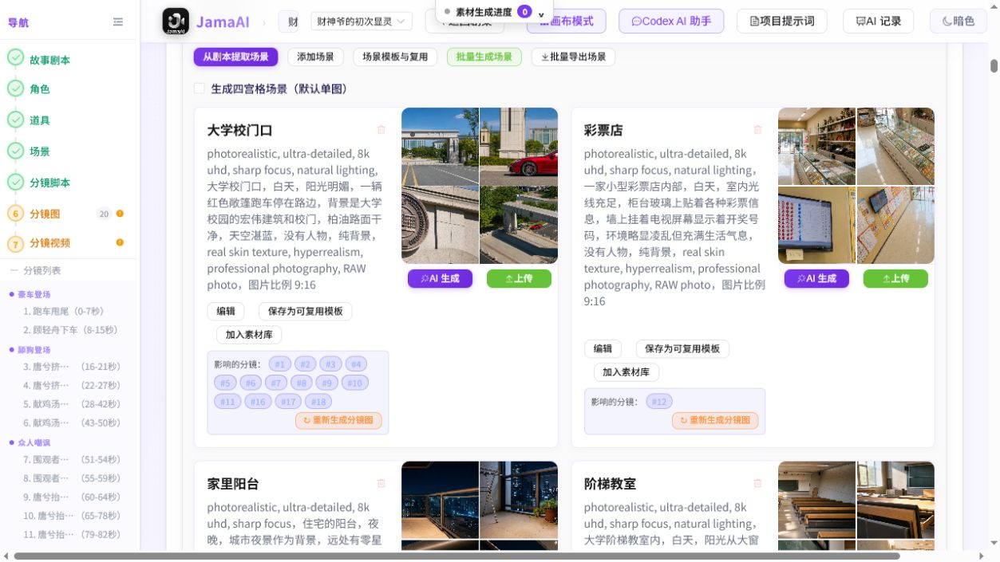 导航
JamaAI
JamaAI
财
财神爷的初次显灵
素材生成进度 0
画布模式
Codex AI 助手
项目提示词
AI 记录
暗色
故事剧本
角色
道具
场景
分镜脚本
6 分镜图 20
7 分镜视频
分镜列表
豪车登场
1. 跑车甩尾（0-7秒）
2. 顾轻舟下车（8-15秒）
舔狗登场
3. 唐兮挤… （16-21秒）
4. 唐兮挤… （22-27秒）
5. 献鸡汤… （28-42秒）
6. 献鸡汤… （43-50秒）
众人嘲讽
7. 围观者… （51-54秒）
8. 围观者… （55-59秒）
9. 唐兮抬… （60-64秒）
10. 唐兮抬… （65-78秒）
11. 唐兮抬… （79-82秒）
从剧本提取场景
添加场景
场景模板与复用
批量生成场景
批量导出场景
生成四宫格场景（默认单图）
大学校门口
photorealistic, ultra-detailed, 8k
uhd, sharp focus, natural lighting,
大学校门口，白天，阳光明媚，一辆
红色敞篷跑车停在路边，背景是大学
校园的宏伟建筑和校门，柏油路面干
净，天空湛蓝，没有人物，纯背景，
real skin texture, hyperrealism,
professional photography, RAW
photo，图片比例 9:16
AI 生成
上传
编辑
保存为可复用模板
加入素材库
影响的分镜： #1 #2 #3 #4
#5 #6 #7 #8 #9 #10
#11 #16 #17 #18
重新生成分镜图
彩票店
photorealistic, ultra-detailed, 8k
uhd, sharp focus, natural lighting，
一家小型彩票店内部，白天，室内光
线充足，柜台玻璃上贴着各种彩票信
息，墙上挂着电视屏幕显示着开奖号
码，环境略显凌乱但充满生活气息，
没有人物，纯背景，real skin
texture, hyperrealism, professional
photography, RAW photo，图片比例
9:16
AI 生成
上传
编辑
保存为可复用模板
加入素材库
影响的分镜： #12
重新生成分镜图
家里阳台
photorealistic, ultra-detailed, 8k
uhd, sharp focus，住宅的阳台，夜
晚，城市夜景作为背景，远处有零星
阶梯教室
photorealistic, ultra-detailed, 8k
uhd, sharp focus, natural lighting，
大学阶梯教室内，白天，阳光从大窗